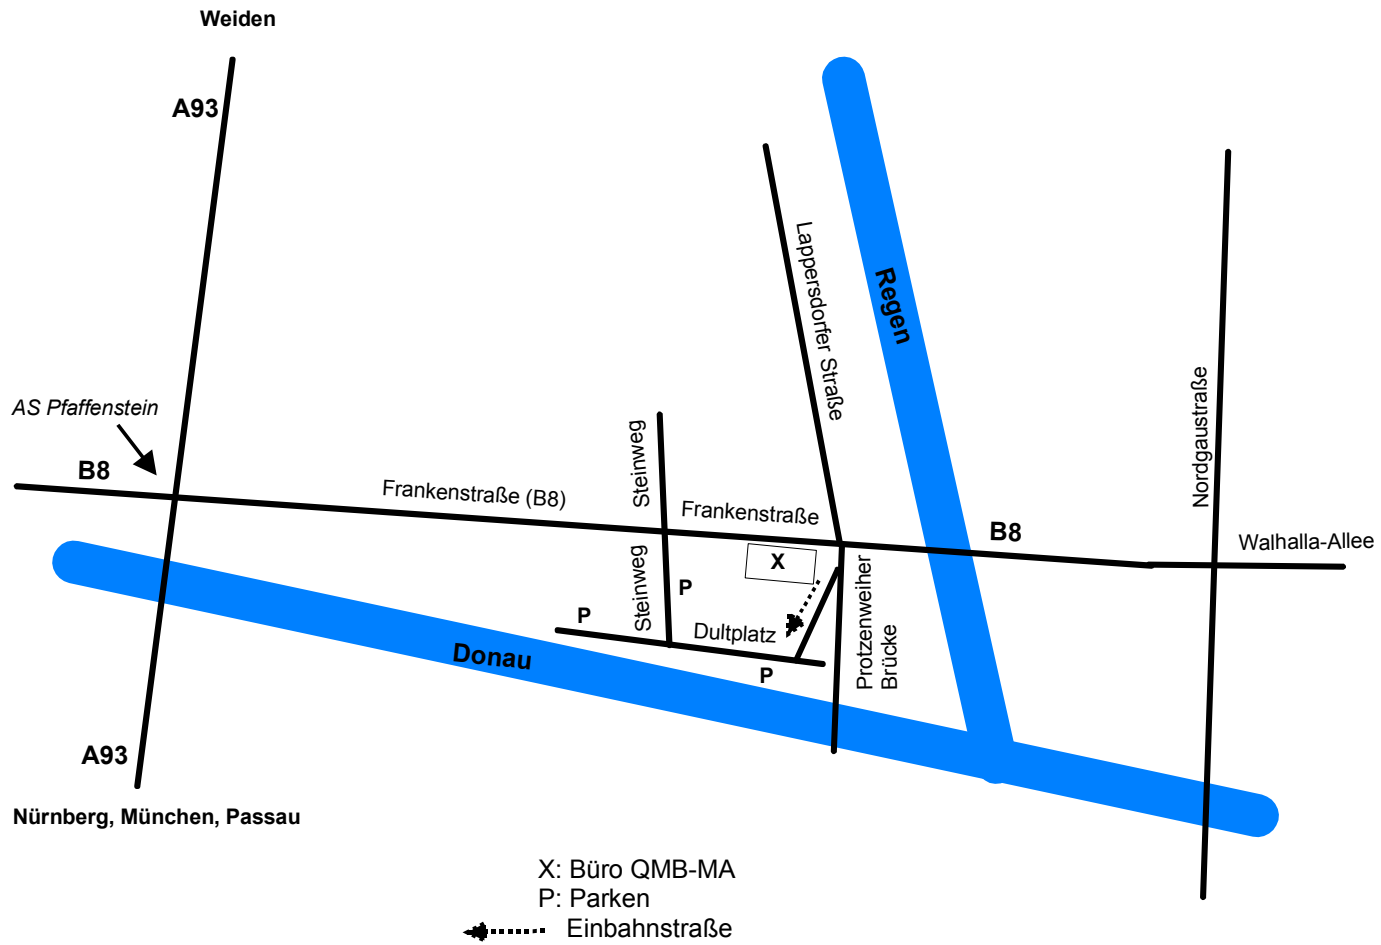 Weiden
A93
Lappersdorfer Straße
Regen
AS Pfaffenstein
Nordgaustraße
B8
Steinweg
Frankenstraße (B8)
Frankenstraße
B8
Walhalla-Allee
X
Steinweg
P
P
Dultplatz
Protzenweiher
Brücke
Donau
P
A93
Nürnberg, München, Passau
X: Büro QMB-MA
P: Parken
Einbahnstraße